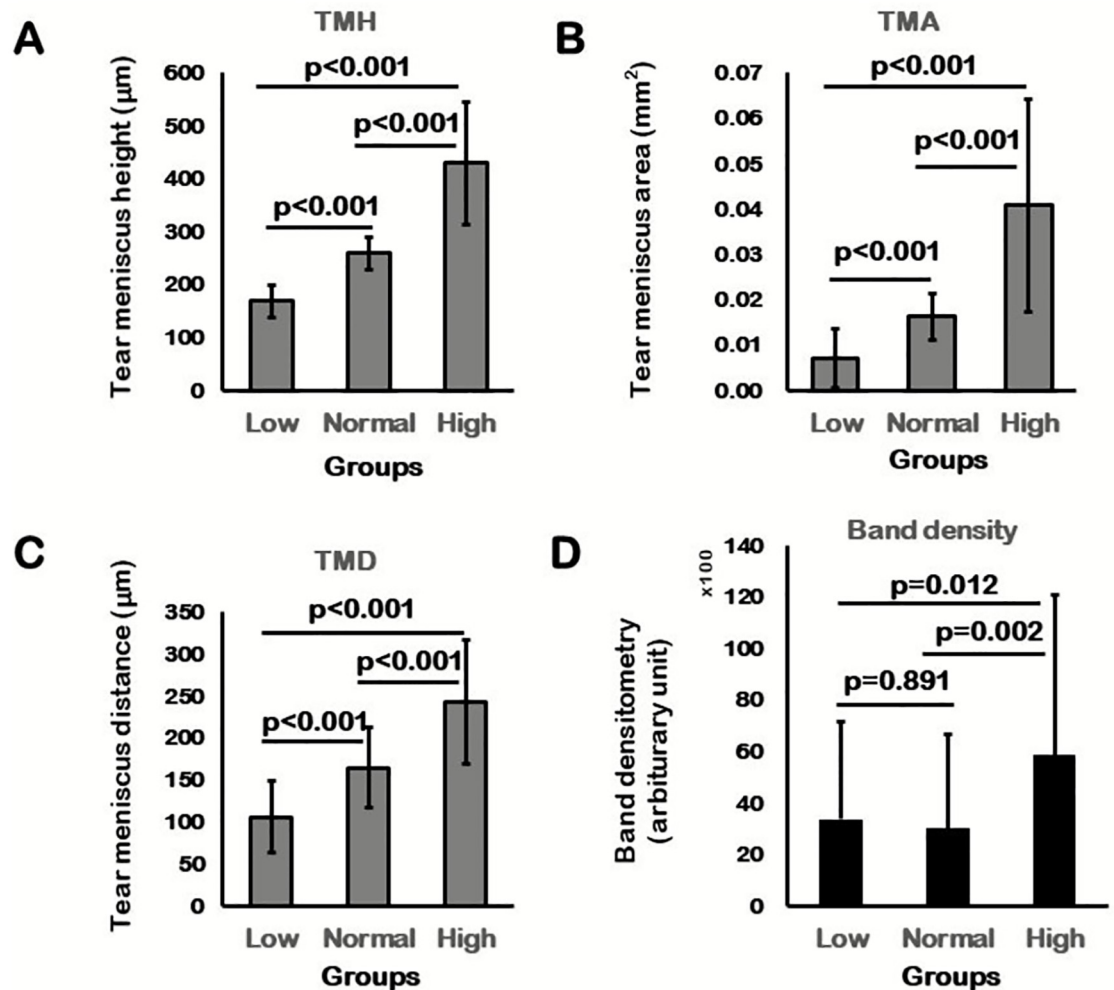 A
TMH
Tear meniscus height (μm)
600
500
400
300
200
100
0
p<0.001
p<0.001
p<0.001
Low Normal High
Groups
B
TMA
Tear meniscus area (mm²)
0.07
0.06
0.05
0.04
0.03
0.02
0.01
0.00
p<0.001
p<0.001
p<0.001
Low Normal High
Groups
C
TMD
Tear meniscus distance (μm)
350
300
250
200
150
100
50
0
p<0.001
p<0.001
p<0.001
Low Normal High
Groups
D
Band density
Band densitometry
(arbiturary unit)
x100
140
120
100
80
60
40
20
0
p=0.012
p=0.002
p=0.891
Low Normal High
Groups